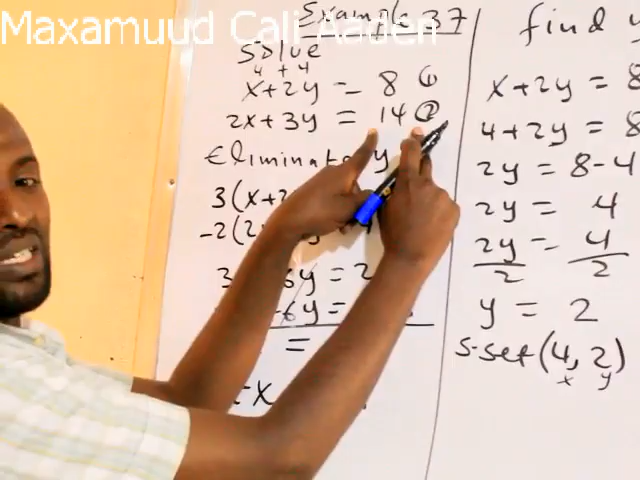 Maxamuud Cali Aaden
Example 37
Solve
4 + 4
x+2y = 8 ①
2x+3y = 14 ②
Eliminate y
3(x+2
-2(2
6y = 2
-6y =
=
-x
find y
x+2y = 8
4+2y = 8
2y = 8-4
2y = 4
2y = 4
2 2
y = 2
S.set (4, 2)
x y